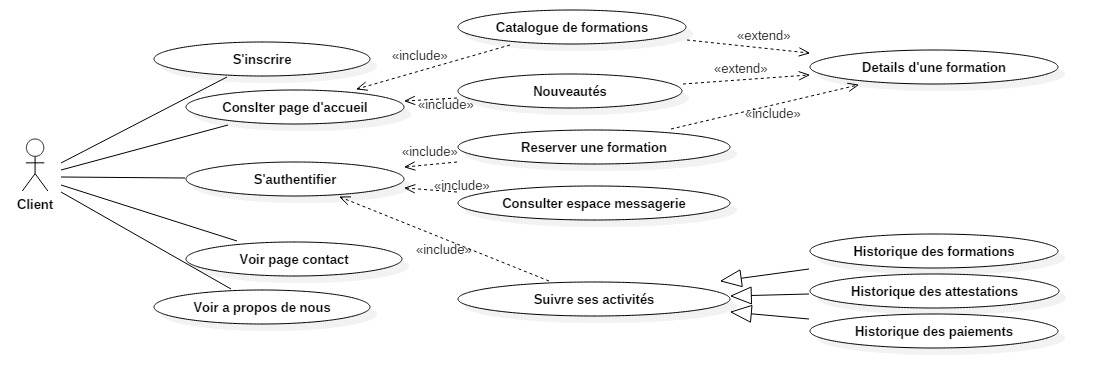 Catalogue de formations
«extend»
S'inscrire
«include»
Details d'une formation
«extend»
Nouveautés
Conslter page d'accueil
«include»
«include»
Reserver une formation
«include»
S'authentifier
«include»
Client
Consulter espace messagerie
Historique des formations
«include»
Voir page contact
Historique des attestations
Suivre ses activités
Voir a propos de nous
Historique des paiements